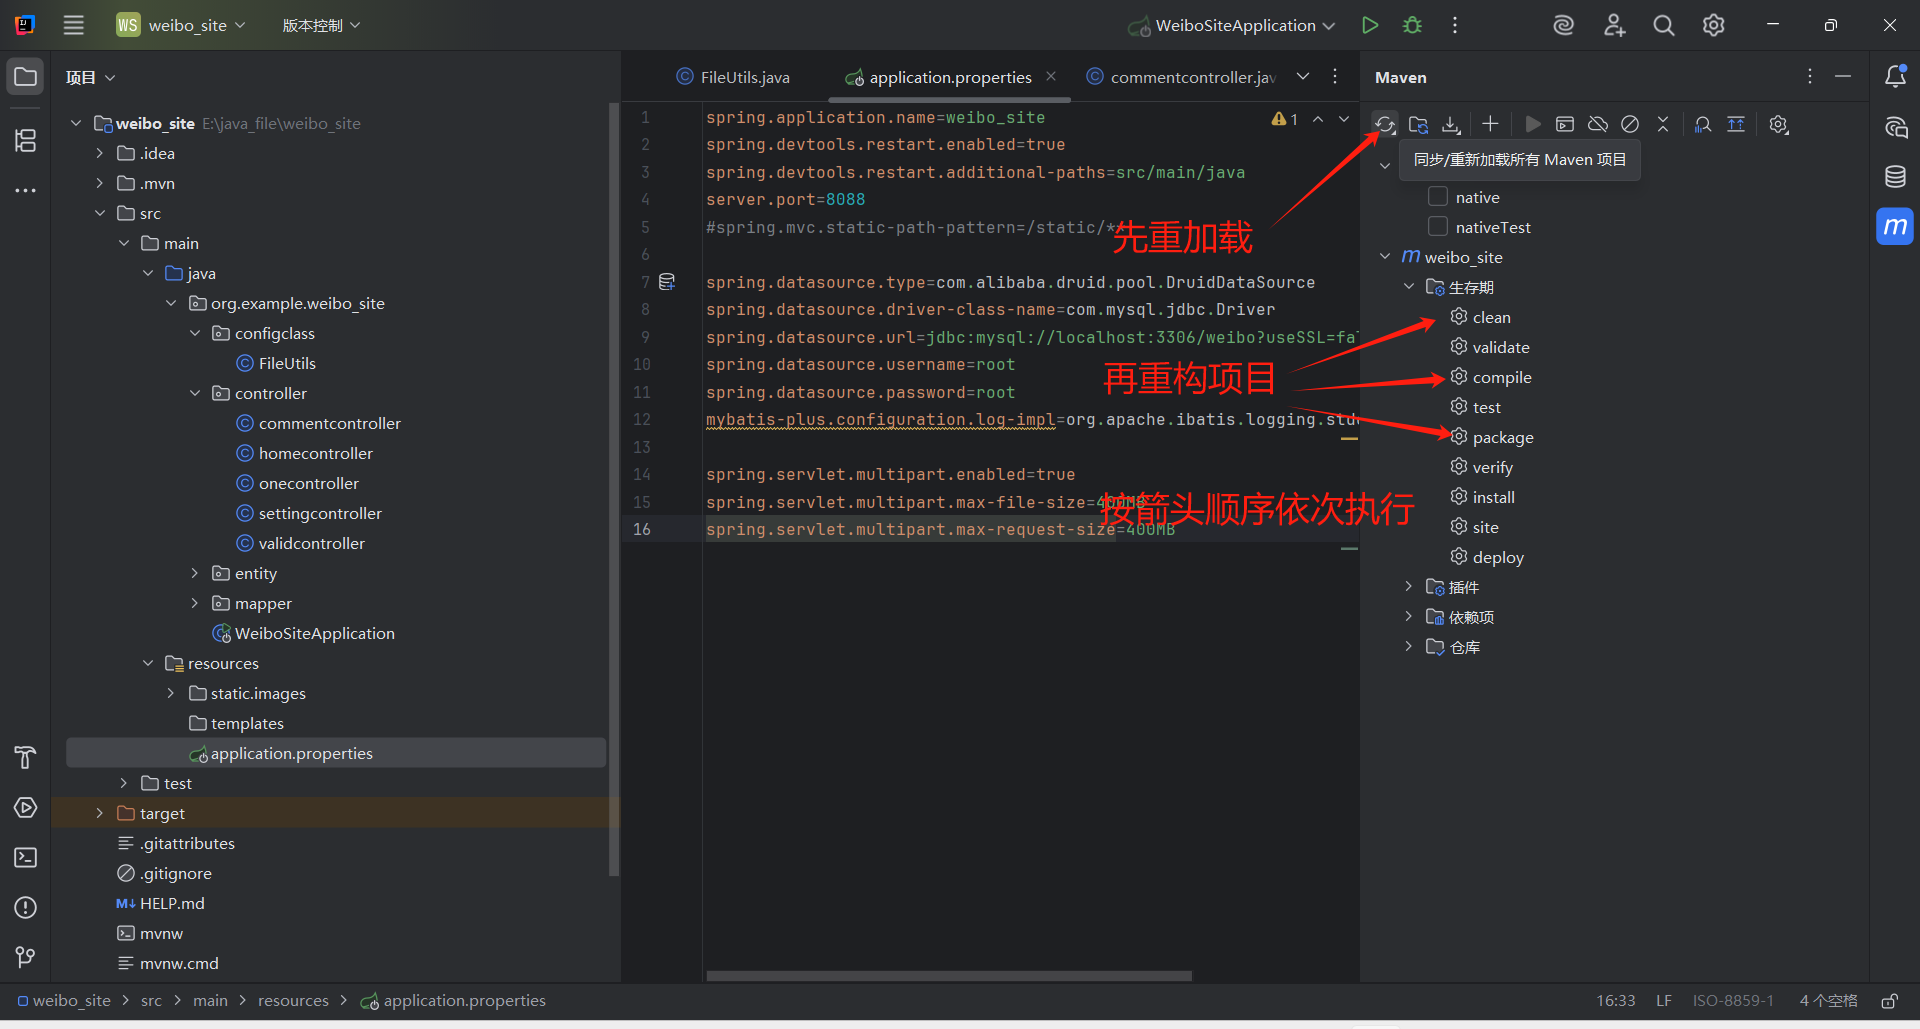 WS weibo_site 版本控制 WeiboSiteApplication
项目
weibo_site E:\java_file\weibo_site
.idea
.mvn
src
main
java
org.example.weibo_site
configclass
FileUtils
controller
commentcontroller
homecontroller
onecontroller
settingcontroller
validcontroller
entity
mapper
WeiboSiteApplication
resources
static.images
templates
application.properties
test
target
.gitattributes
.gitignore
M↓ HELP.md
mvnw
mvnw.cmd
FileUtils.java application.properties commentcontroller.jav
1 spring.application.name=weibo_site
2 spring.devtools.restart.enabled=true
3 spring.devtools.restart.additional-paths=src/main/java
4 server.port=8088
5 #spring.mvc.static-path-pattern=/static/**
6
7 spring.datasource.type=com.alibaba.druid.pool.DruidDataSource
8 spring.datasource.driver-class-name=com.mysql.jdbc.Driver
9 spring.datasource.url=jdbc:mysql://localhost:3306/weibo?useSSL=fa
10 spring.datasource.username=root
11 spring.datasource.password=root
12 mybatis-plus.configuration.log-impl=org.apache.ibatis.logging.std
13
14 spring.servlet.multipart.enabled=true
15 spring.servlet.multipart.max-file-size=400MB
16 spring.servlet.multipart.max-request-size=400MB
1
先重加载
再重构项目
按箭头顺序依次执行
Maven
同步/重新加载所有 Maven 项目
native
nativeTest
m weibo_site
生存期
clean
validate
compile
test
package
verify
install
site
deploy
插件
依赖项
仓库
m
weibo_site > src > main > resources > application.properties
16:33 LF ISO-8859-1 4 个空格